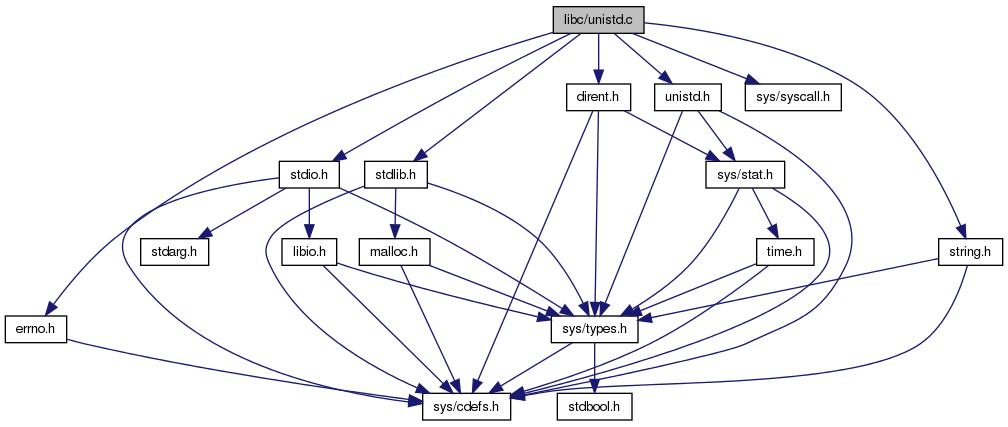 libc/unistd.c
dirent.h
unistd.h
sys/syscall.h
stdio.h
stdlib.h
sys/stat.h
stdarg.h
libio.h
malloc.h
time.h
string.h
errno.h
sys/types.h
sys/cdefs.h
stdbool.h